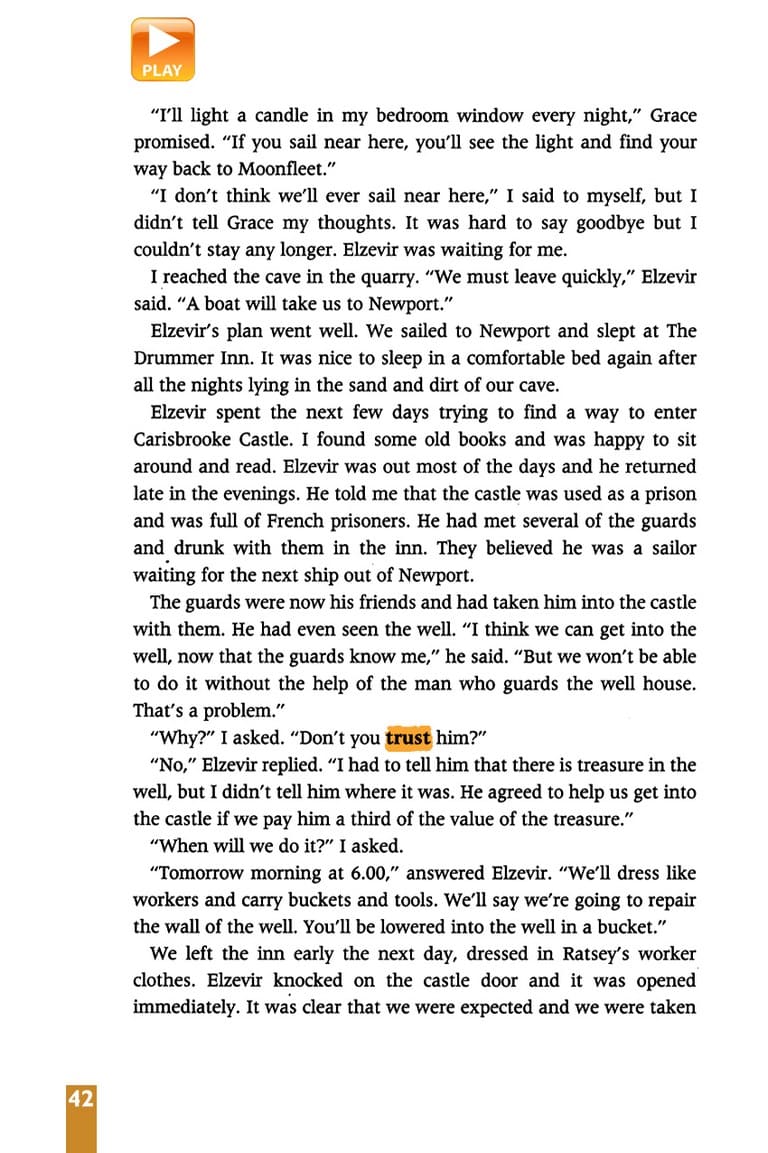 PLAY
“I’ll light a candle in my bedroom window every night,” Grace
promised. “If you sail near here, you’ll see the light and find your
way back to Moonfleet.”
“I don’t think we’ll ever sail near here,” I said to myself, but I
didn’t tell Grace my thoughts. It was hard to say goodbye but I
couldn’t stay any longer. Elzevir was waiting for me.
I reached the cave in the quarry. “We must leave quickly,” Elzevir
said. “A boat will take us to Newport.”
Elzevir’s plan went well. We sailed to Newport and slept at The
Drummer Inn. It was nice to sleep in a comfortable bed again after
all the nights lying in the sand and dirt of our cave.
Elzevir spent the next few days trying to find a way to enter
Carisbrooke Castle. I found some old books and was happy to sit
around and read. Elzevir was out most of the days and he returned
late in the evenings. He told me that the castle was used as a prison
and was full of French prisoners. He had met several of the guards
and drunk with them in the inn. They believed he was a sailor
waiting for the next ship out of Newport.
The guards were now his friends and had taken him into the castle
with them. He had even seen the well. “I think we can get into the
well, now that the guards know me,” he said. “But we won’t be able
to do it without the help of the man who guards the well house.
That’s a problem.”
“Why?” I asked. “Don’t you trust him?”
“No,” Elzevir replied. “I had to tell him that there is treasure in the
well, but I didn’t tell him where it was. He agreed to help us get into
the castle if we pay him a third of the value of the treasure.”
“When will we do it?” I asked.
“Tomorrow morning at 6.00,” answered Elzevir. “We’ll dress like
workers and carry buckets and tools. We’ll say we’re going to repair
the wall of the well. You’ll be lowered into the well in a bucket.”
We left the inn early the next day, dressed in Ratsey’s worker
clothes. Elzevir knocked on the castle door and it was opened
immediately. It was clear that we were expected and we were taken
42